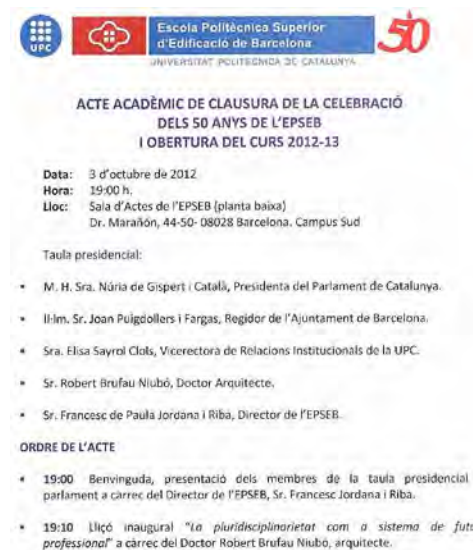 UPC
Escola Politècnica Superior
d'Edificació de Barcelona
UNIVERSITAT POLITÈCNICA DE CATALUNYA
50
ACTE ACADÈMIC DE CLAUSURA DE LA CELEBRACIÓ
DELS 50 ANYS DE L'EPSEB
I OBERTURA DEL CURS 2012-13
Data: 3 d'octubre de 2012
Hora: 19:00 h.
Lloc: Sala d'Actes de l'EPSEB (planta baixa)
Dr. Marañón, 44-50- 08028 Barcelona. Campus Sud
Taula presidencial:
• M. H. Sra. Núria de Gispert i Català, Presidenta del Parlament de Catalunya.
• Il·lm. Sr. Joan Puigdollers i Fargas, Regidor de l'Ajuntament de Barcelona.
• Sra. Elisa Sayrol Clols, Vicerectora de Relacions Institucionals de la UPC.
• Sr. Robert Brufau Niubó, Doctor Arquitecte.
• Sr. Francesc de Paula Jordana i Riba, Director de l'EPSEB.
ORDRE DE L'ACTE
• 19:00 Benvinguda, presentació dels membres de la taula presidencial
parlament a càrrec del Director de l'EPSEB, Sr. Francesc Jordana i Riba.
• 19:10 Lliçó inaugural "La pluridisciplinarietat com a sistema de futu
professional" a càrrec del Doctor Robert Brufau Niubó, arquitecte.